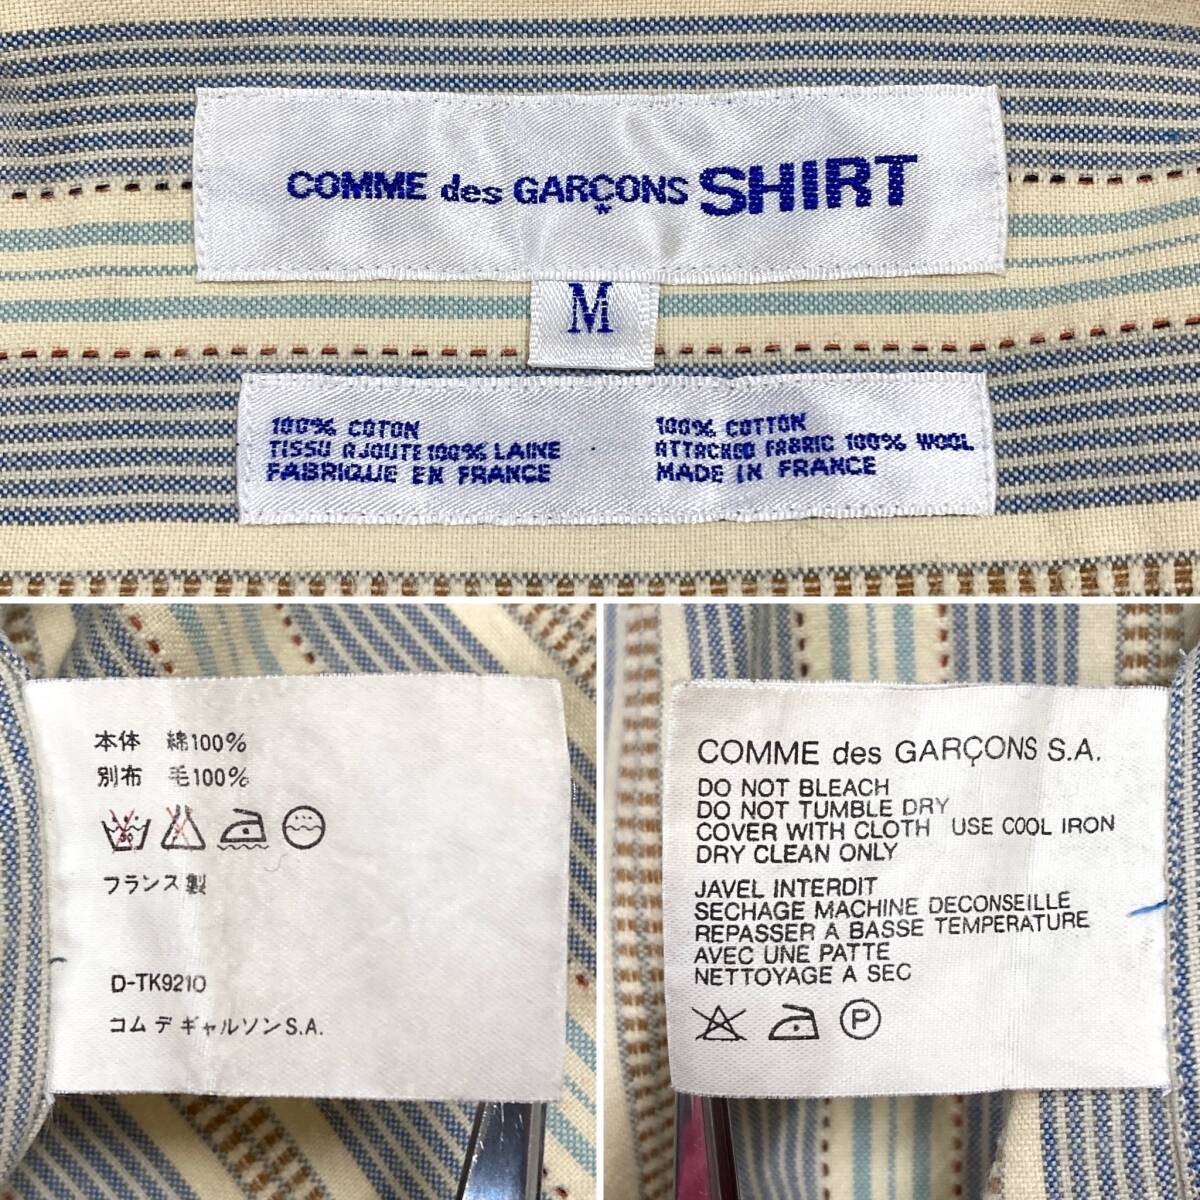 COMME des GARÇONS SHIRT
M
100% COTON
TISSU AJOUTE 100% LAINE
FABRIQUE EN FRANCE
100% COTTON
ATTACHED FABRIC 100% WOOL
MADE IN FRANCE
本体 綿100%
別布 毛100%
フランス製
D-TK9210
コム デ ギャルソン S.A.
COMME des GARÇONS S.A.
DO NOT BLEACH
DO NOT TUMBLE DRY
COVER WITH CLOTH USE COOL IRON
DRY CLEAN ONLY
JAVEL INTERDIT
SECHAGE MACHINE DECONSEILLE
REPASSER A BASSE TEMPERATURE
AVEC UNE PATTE
NETTOYAGE A SEC
P